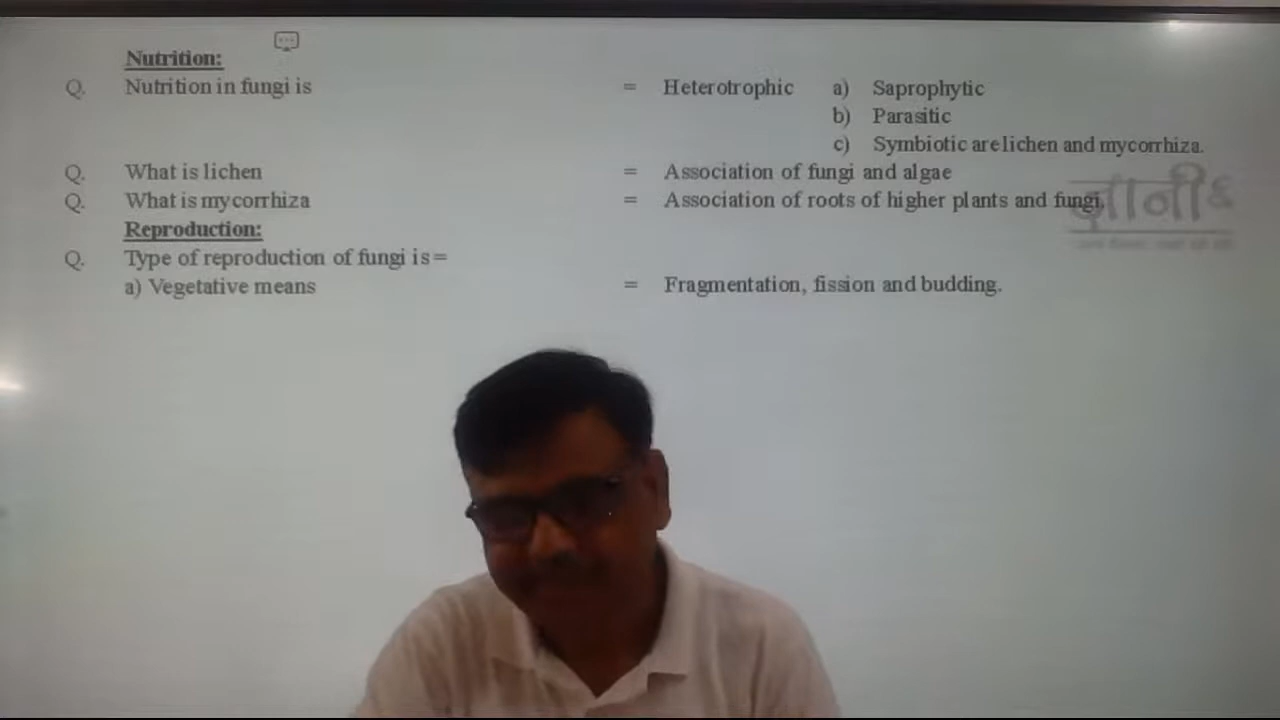 Nutrition:
Q. Nutrition in fungi is = Heterotrophic a) Saprophytic
b) Parasitic
c) Symbiotic are lichen and mycorrhiza.
Q. What is lichen = Association of fungi and algae
Q. What is mycorrhiza = Association of roots of higher plants and fungi.
Reproduction:
Q. Type of reproduction of fungi is =
a) Vegetative means = Fragmentation, fission and budding.